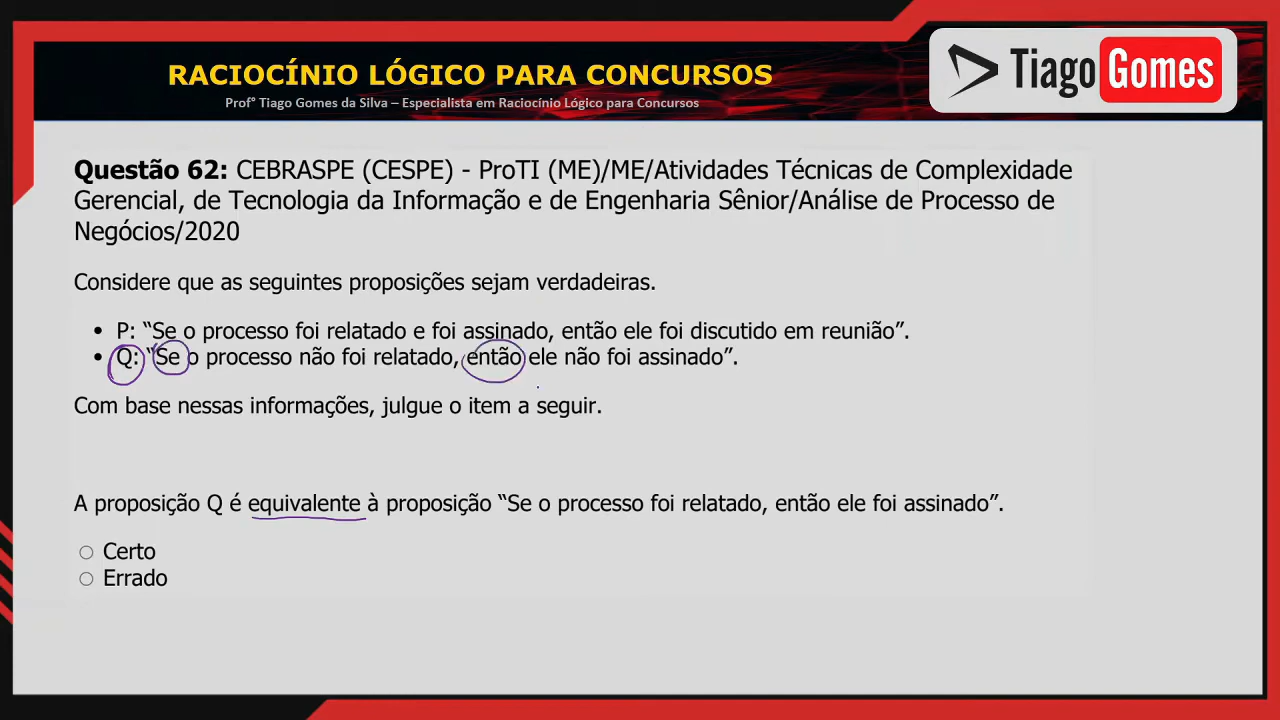 RACIOCÍNIO LÓGICO PARA CONCURSOS
Prof° Tiago Gomes da Silva – Especialista em Raciocínio Lógico para Concursos
Tiago Gomes
Questão 62: CEBRASPE (CESPE) - ProTI (ME)/ME/Atividades Técnicas de Complexidade
Gerencial, de Tecnologia da Informação e de Engenharia Sênior/Análise de Processo de
Negócios/2020
Considere que as seguintes proposições sejam verdadeiras.
• P: “Se o processo foi relatado e foi assinado, então ele foi discutido em reunião”.
• Q: “Se o processo não foi relatado, então ele não foi assinado”.
Com base nessas informações, julgue o item a seguir.
A proposição Q é equivalente à proposição “Se o processo foi relatado, então ele foi assinado”.
Certo
Errado